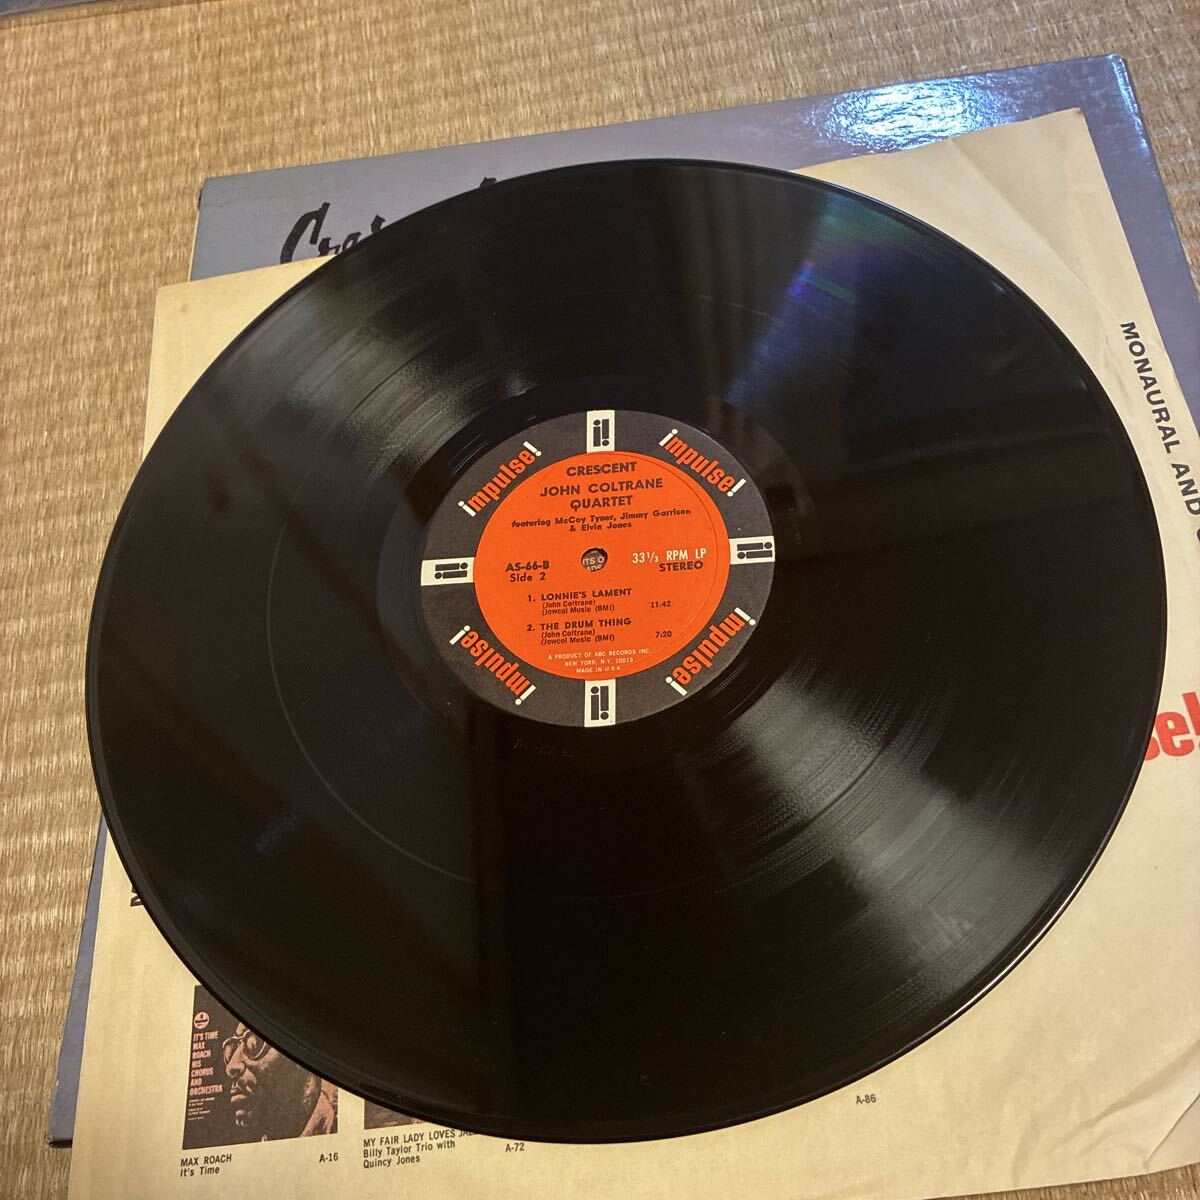 MONAURAL AND
impulse!
impulse!
CRESCENT
JOHN COLTRANE
QUARTET
featuring McCoy Tyner, Jimmy Garrison
& Elvin Jones
AS-66-B
Side 2
33 1/3 RPM LP
STEREO
1. LONNIE'S LAMENT
(John Coltrane)
(Jowcol Music (BMI) 11:42
2. THE DRUM THING
(John Coltrane)
(Jowcol Music (BMI) 7:20
A PRODUCT OF ABC RECORDS INC.
NEW YORK, N.Y. 10019
MADE IN U.S.A.
impulse!
impulse!
se!
IT'S TIME
MAX
ROACH
HIS
CHORUS
AND
ORCHESTRA
MAX ROACH A-16
It's Time
MY FAIR LADY LOVES JAZ
Billy Taylor Trio with A-72
Quincy Jones
A-86